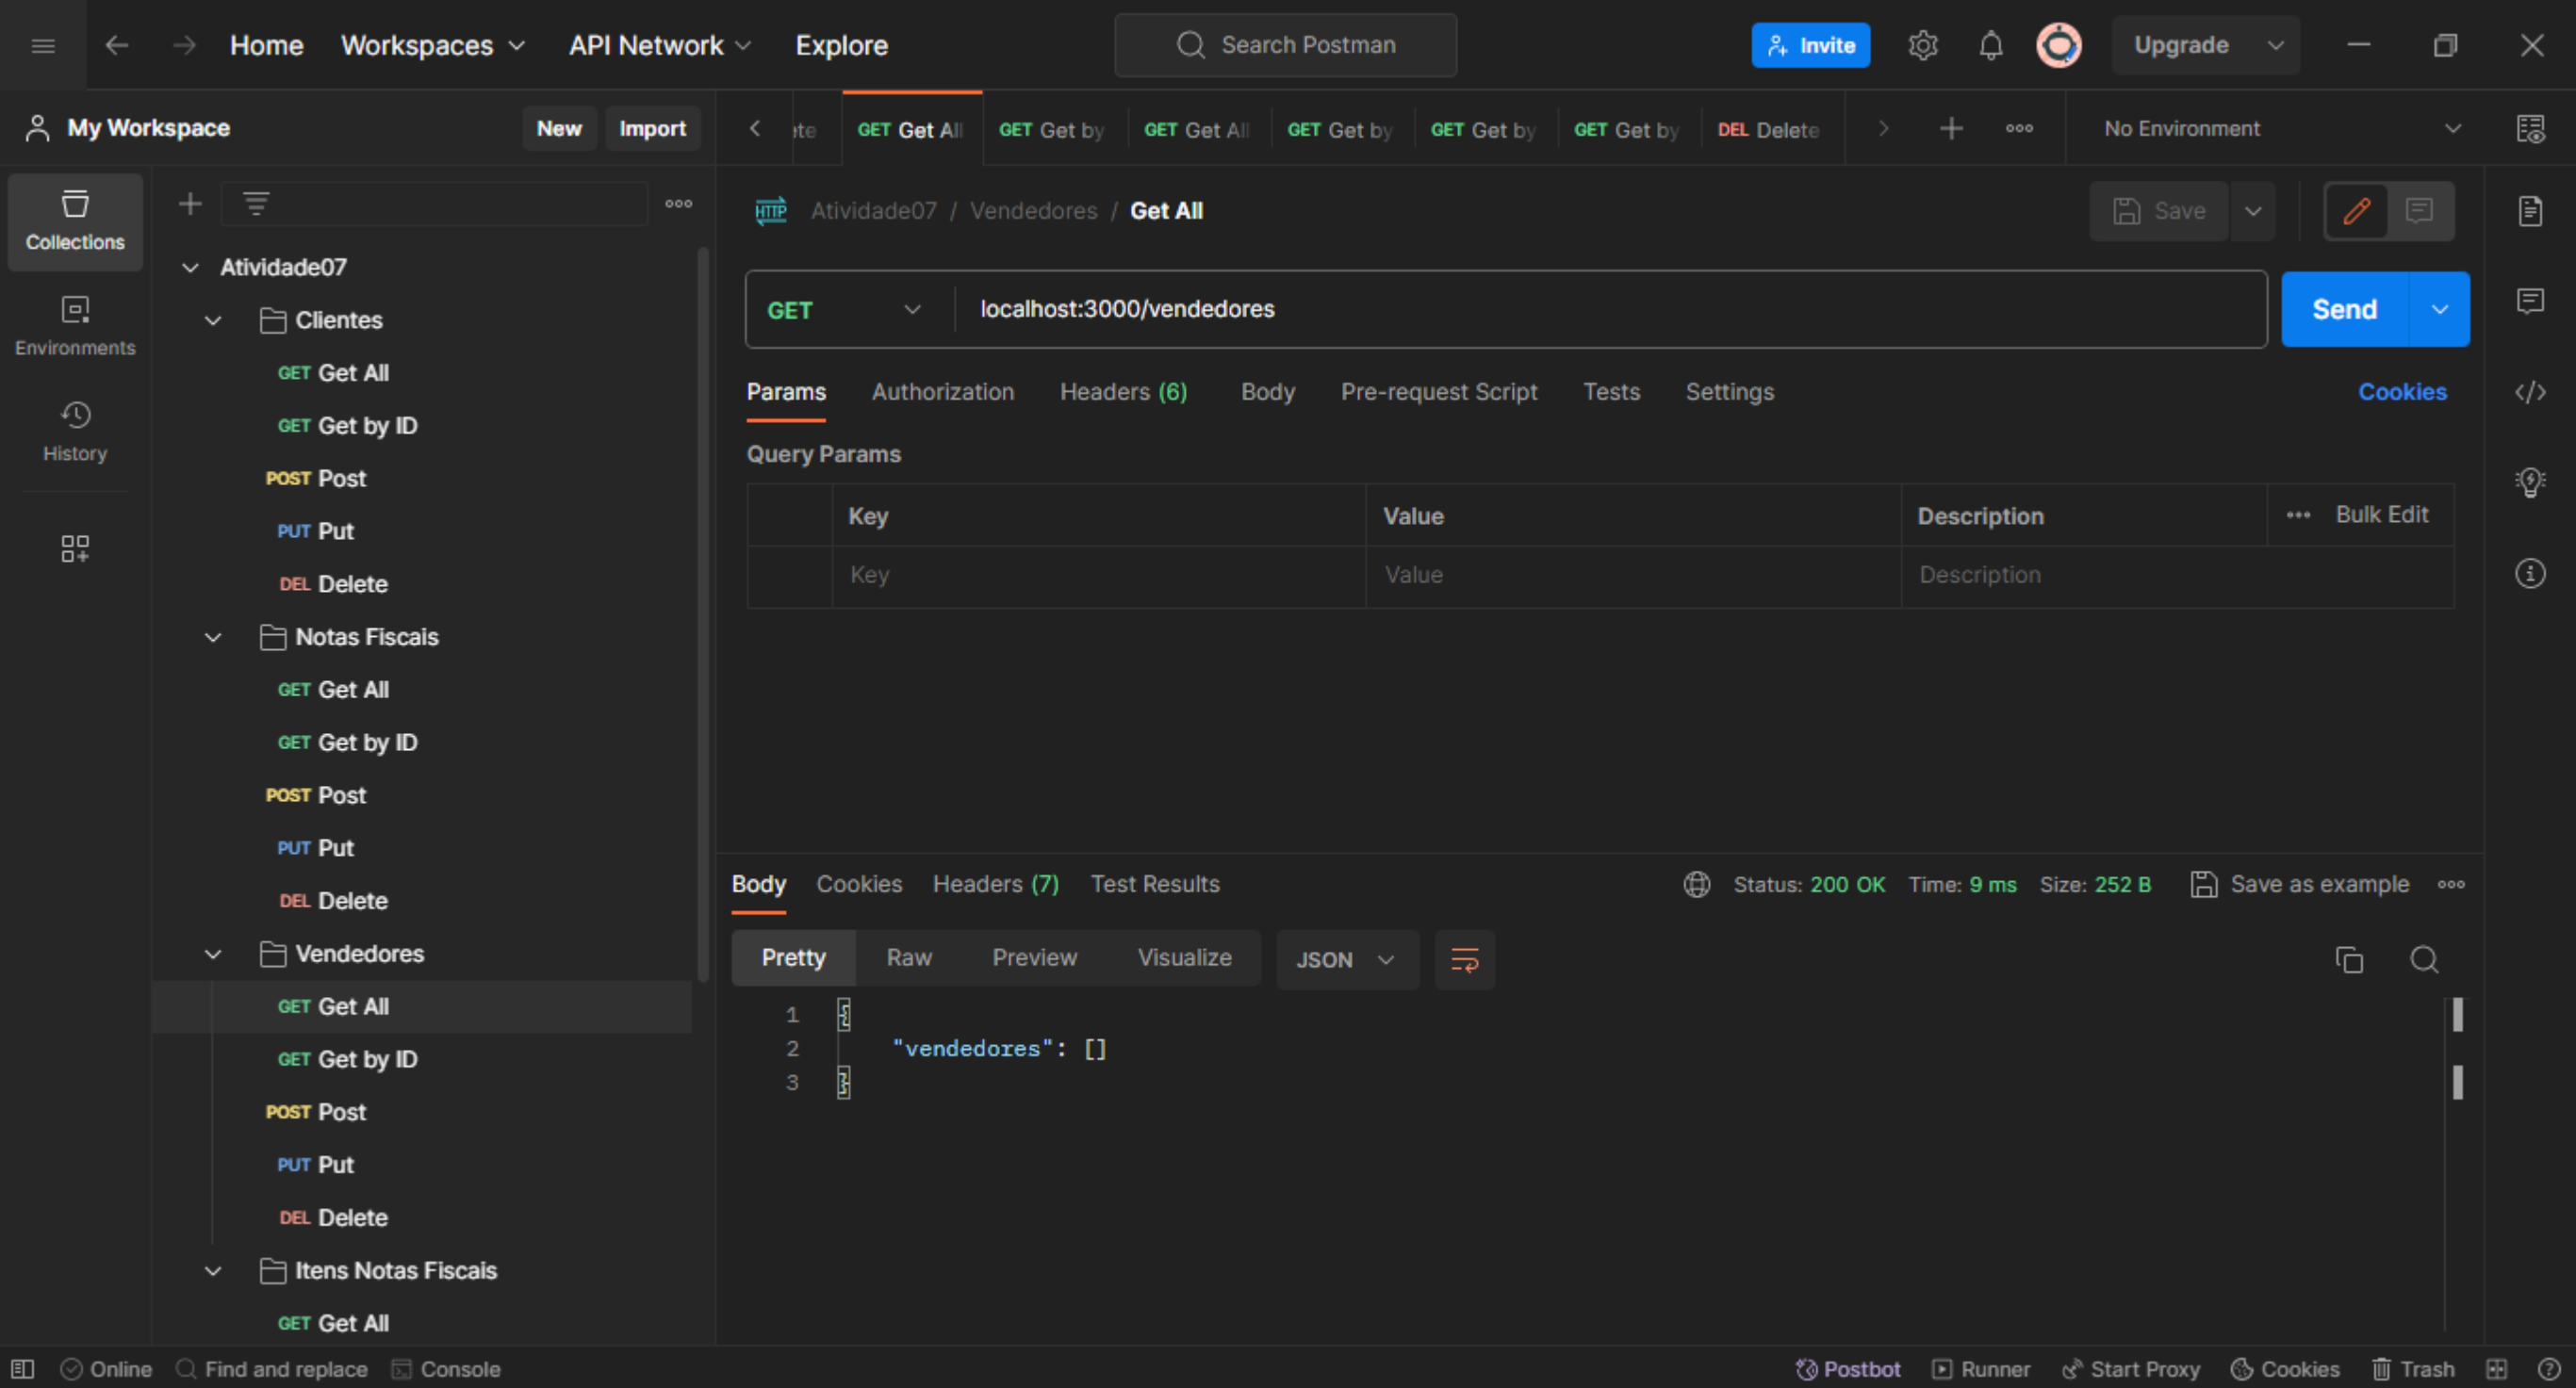 Home Workspaces API Network Explore Search Postman Invite Upgrade
My Workspace New Import
GET Get All GET Get by GET Get All GET Get by GET Get by GET Get by DEL Delete No Environment
Collections
Environments
History
Atividade07
Clientes
GET Get All
GET Get by ID
POST Post
PUT Put
DEL Delete
Notas Fiscais
GET Get All
GET Get by ID
POST Post
PUT Put
DEL Delete
Vendedores
GET Get All
GET Get by ID
POST Post
PUT Put
DEL Delete
Itens Notas Fiscais
GET Get All
HTTP Atividade07 / Vendedores / Get All Save
GET localhost:3000/vendedores Send
Params Authorization Headers (6) Body Pre-request Script Tests Settings Cookies
Query Params
Key Value Description Bulk Edit
Key Value Description
Body Cookies Headers (7) Test Results Status: 200 OK Time: 9 ms Size: 252 B Save as example
Pretty Raw Preview Visualize JSON
1 {
2 "vendedores": []
3 }
Online Find and replace Console Postbot Runner Start Proxy Cookies Trash